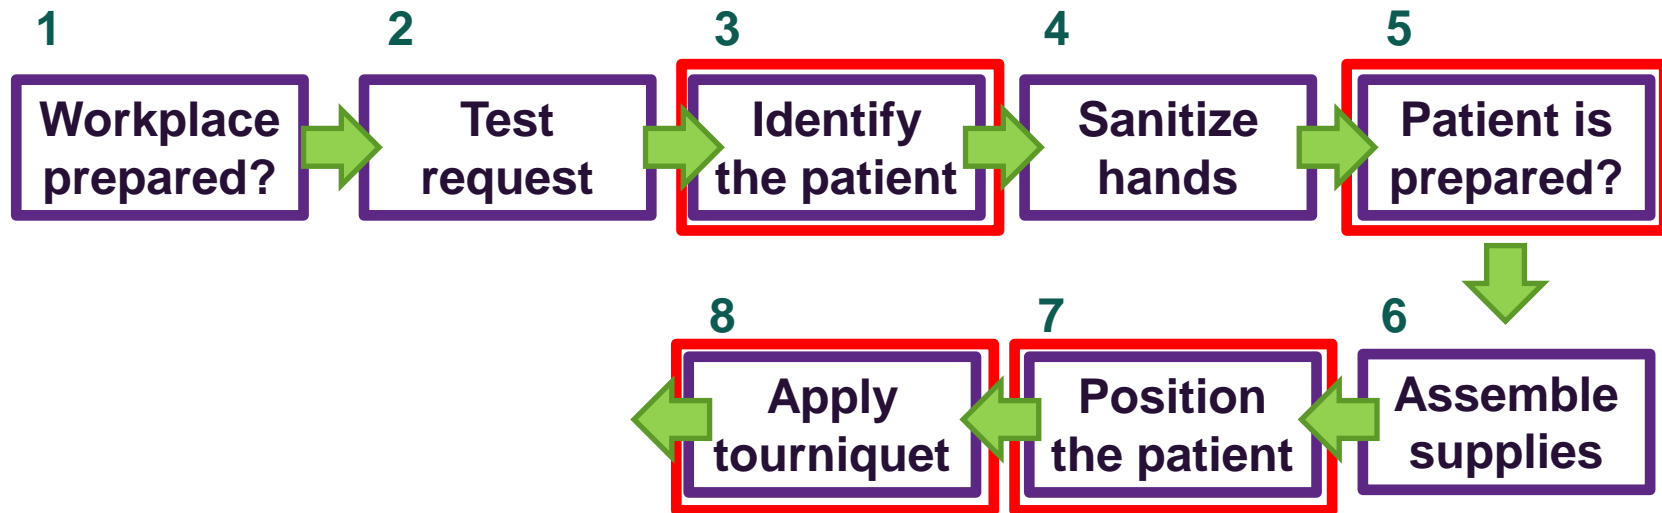 1
2
3
4
5
Workplace
prepared?
Test
request
Identify
the patient
Sanitize
hands
Patient is
prepared?
8
7
6
Apply
tourniquet
Position
the patient
Assemble
supplies